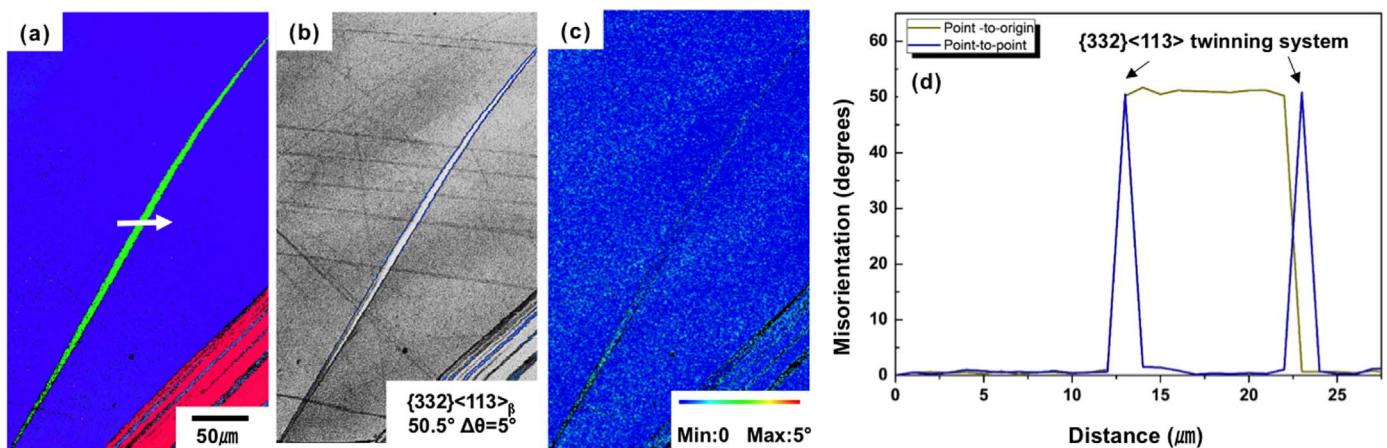 (a)
50μm
(b)
{332}<113>β
50.5° Δθ=5°
(c)
Min:0 Max:5°
(d)
Point -to-origin
Point-to-point
{332}<113> twinning system
Misorientation (degrees)
60
50
40
30
20
10
0
0 5 10 15 20 25
Distance (μm)